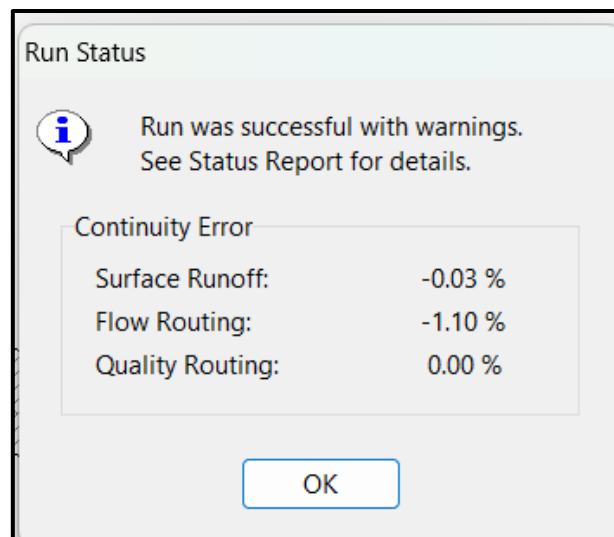 Run Status
Run was successful with warnings.
See Status Report for details.
Continuity Error
Surface Runoff: -0.03 %
Flow Routing: -1.10 %
Quality Routing: 0.00 %
OK